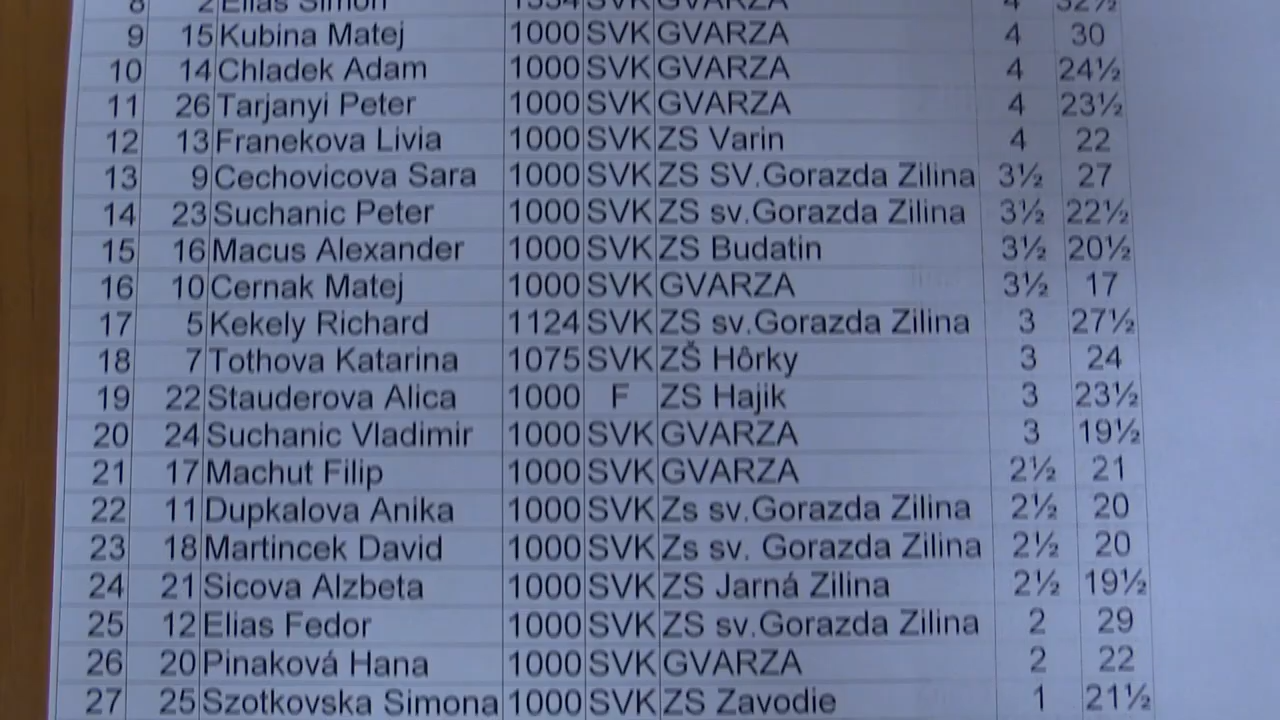 8 2 Elias Simon 1334 SVK GVARZA 4 32½
9 15 Kubina Matej 1000 SVK GVARZA 4 30
10 14 Chladek Adam 1000 SVK GVARZA 4 24½
11 26 Tarjanyi Peter 1000 SVK GVARZA 4 23½
12 13 Franekova Livia 1000 SVK ZS Varin 4 22
13 9 Cechovicova Sara 1000 SVK ZS SV.Gorazda Zilina 3½ 27
14 23 Suchanic Peter 1000 SVK ZS sv.Gorazda Zilina 3½ 22½
15 16 Macus Alexander 1000 SVK ZS Budatin 3½ 20½
16 10 Cernak Matej 1000 SVK GVARZA 3½ 17
17 5 Kekely Richard 1124 SVK ZS sv.Gorazda Zilina 3 27½
18 7 Tothova Katarina 1075 SVK ZŠ Hôrky 3 24
19 22 Stauderova Alica 1000 F ZS Hajik 3 23½
20 24 Suchanic Vladimir 1000 SVK GVARZA 3 19½
21 17 Machut Filip 1000 SVK GVARZA 2½ 21
22 11 Dupkalova Anika 1000 SVK Zs sv.Gorazda Zilina 2½ 20
23 18 Martincek David 1000 SVK Zs sv. Gorazda Zilina 2½ 20
24 21 Sicova Alzbeta 1000 SVK ZS Jarná Zilina 2½ 19½
25 12 Elias Fedor 1000 SVK ZS sv.Gorazda Zilina 2 29
26 20 Pinaková Hana 1000 SVK GVARZA 2 22
27 25 Szotkovska Simona 1000 SVK ZS Zavodie 1 21½